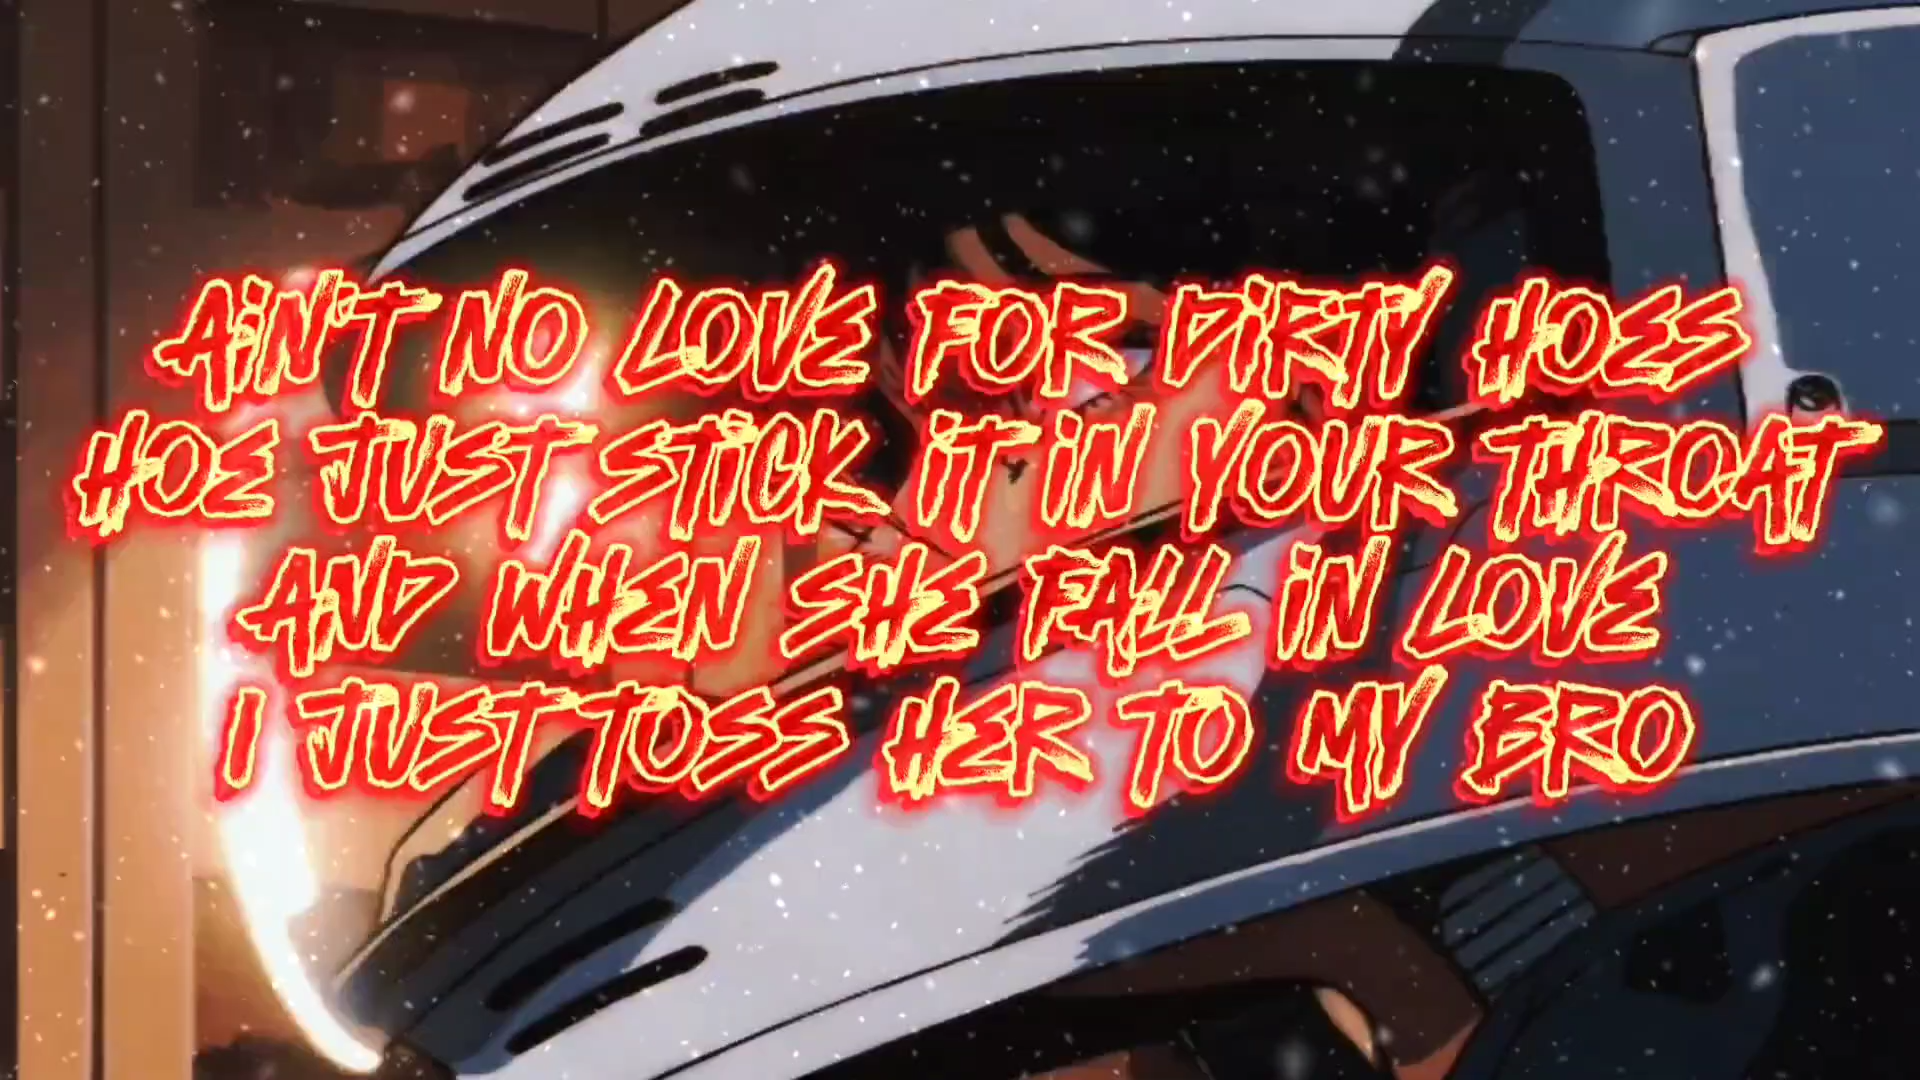 AiN'T NO LOVE FOR DiRTY HOES
HOE JUST STiCK iT iN YOUR THROAT
AND WHEN SHE FALL iN LOVE
I JUST TOSS HER TO MY BRO